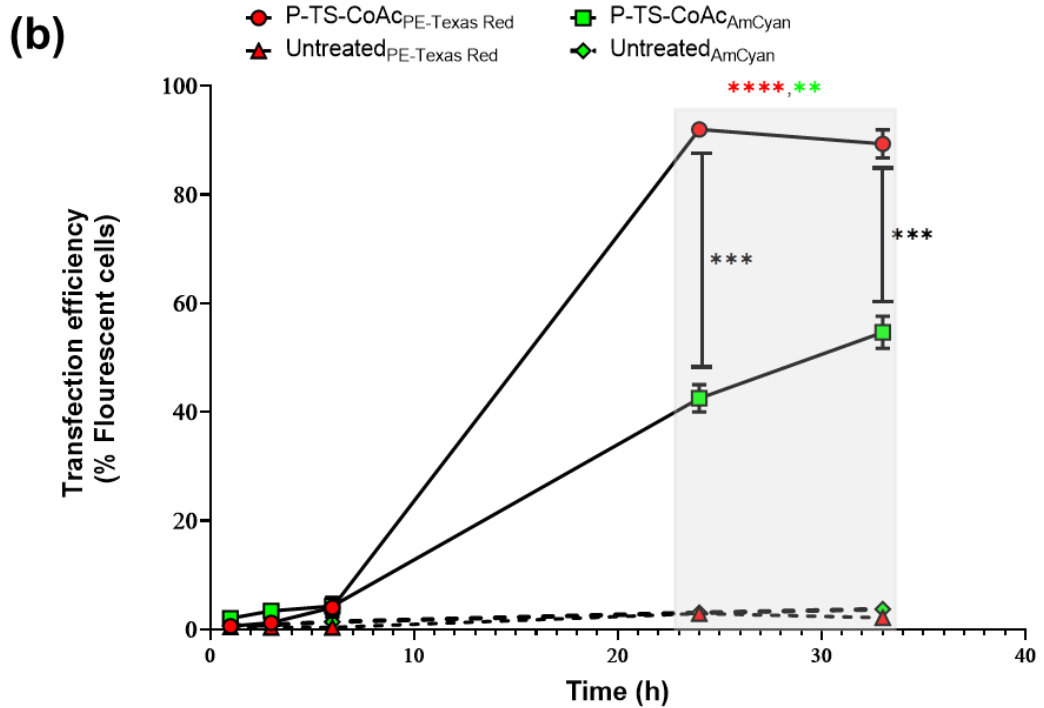 (b)
P-TS-CoAcPE-Texas Red
P-TS-CoAcAmCyan
UntreatedPE-Texas Red
UntreatedAmCyan
****,**
100
80
60
40
20
0
***
***
Transfection efficiency
(% Flourescent cells)
0
10
20
30
40
Time (h)